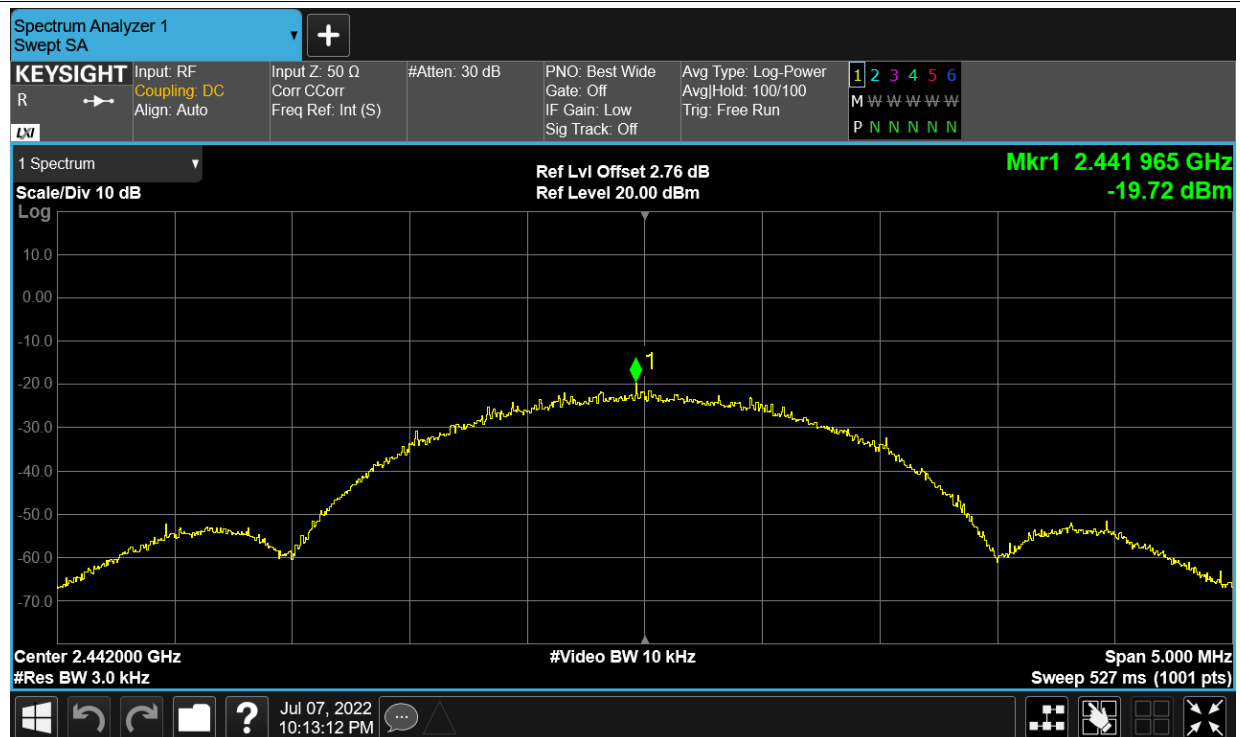 Spectrum Analyzer 1
Swept SA
+
KEYSIGHT
R
LXI
Input: RF
Coupling: DC
Align: Auto
Input Z: 50 Ω
Corr CCorr
Freq Ref: Int (S)
#Atten: 30 dB
PNO: Best Wide
Gate: Off
IF Gain: Low
Sig Track: Off
Avg Type: Log-Power
Avg|Hold: 100/100
Trig: Free Run
1 2 3 4 5 6
M W W W W W
P N N N N N
1 Spectrum
Scale/Div 10 dB
Log
Ref Lvl Offset 2.76 dB
Ref Level 20.00 dBm
Mkr1 2.441 965 GHz
-19.72 dBm
10.0
0.00
-10.0
1
-20.0
-30.0
-40.0
-50.0
-60.0
-70.0
Center 2.442000 GHz
#Res BW 3.0 kHz
#Video BW 10 kHz
Span 5.000 MHz
Sweep 527 ms (1001 pts)
?
Jul 07, 2022
10:13:12 PM